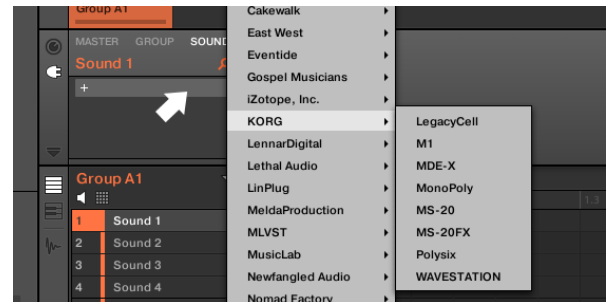 Group A1
MASTER GROUP SOUND
Sound 1
+
Group A1
1 Sound 1
2 Sound 2
3 Sound 3
4 Sound 4
Cakewalk
East West
Eventide
Gospel Musicians
iZotope, Inc.
KORG
LennarDigital
Lethal Audio
LinPlug
MeldaProduction
MLVST
MusicLab
Newfangled Audio
Nomad Factory
LegacyCell
M1
MDE-X
MonoPoly
MS-20
MS-20FX
Polysix
WAVESTATION
1.3